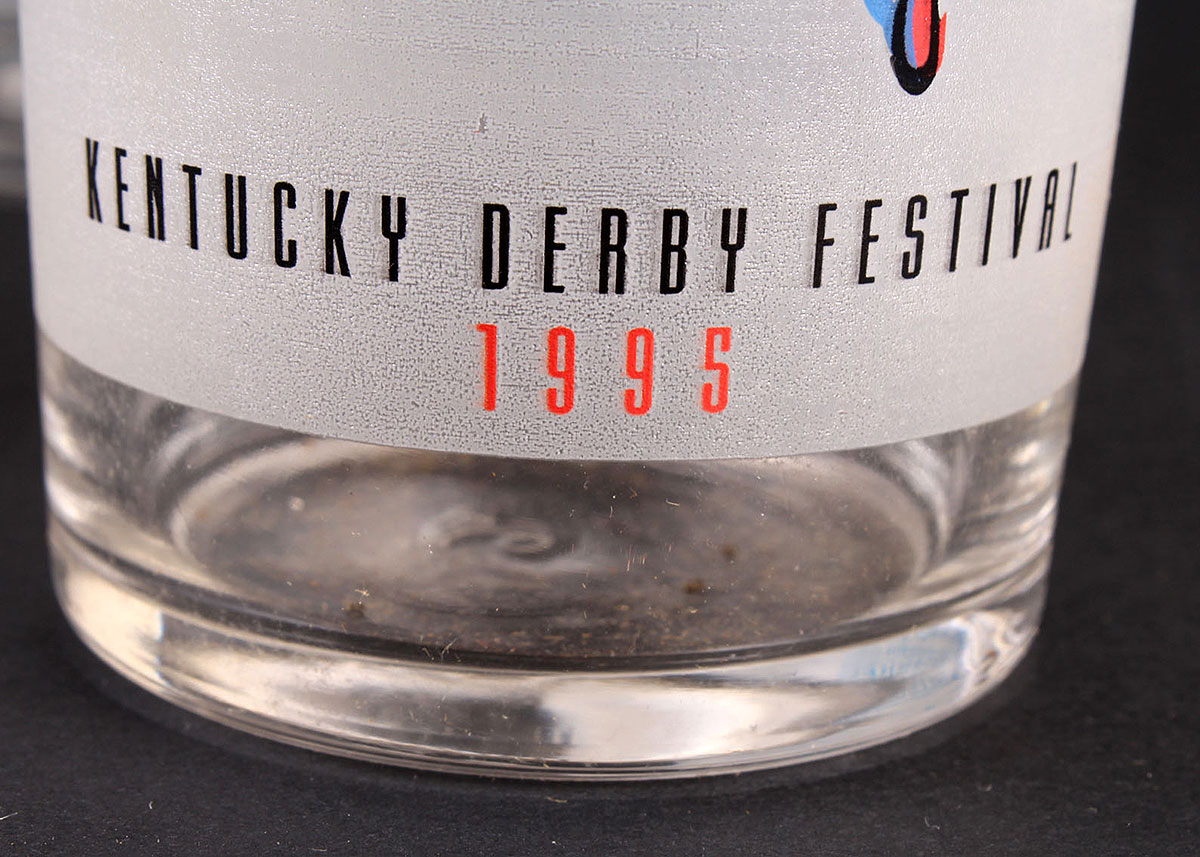 KENTUCKY DERBY FESTIVAL
1995